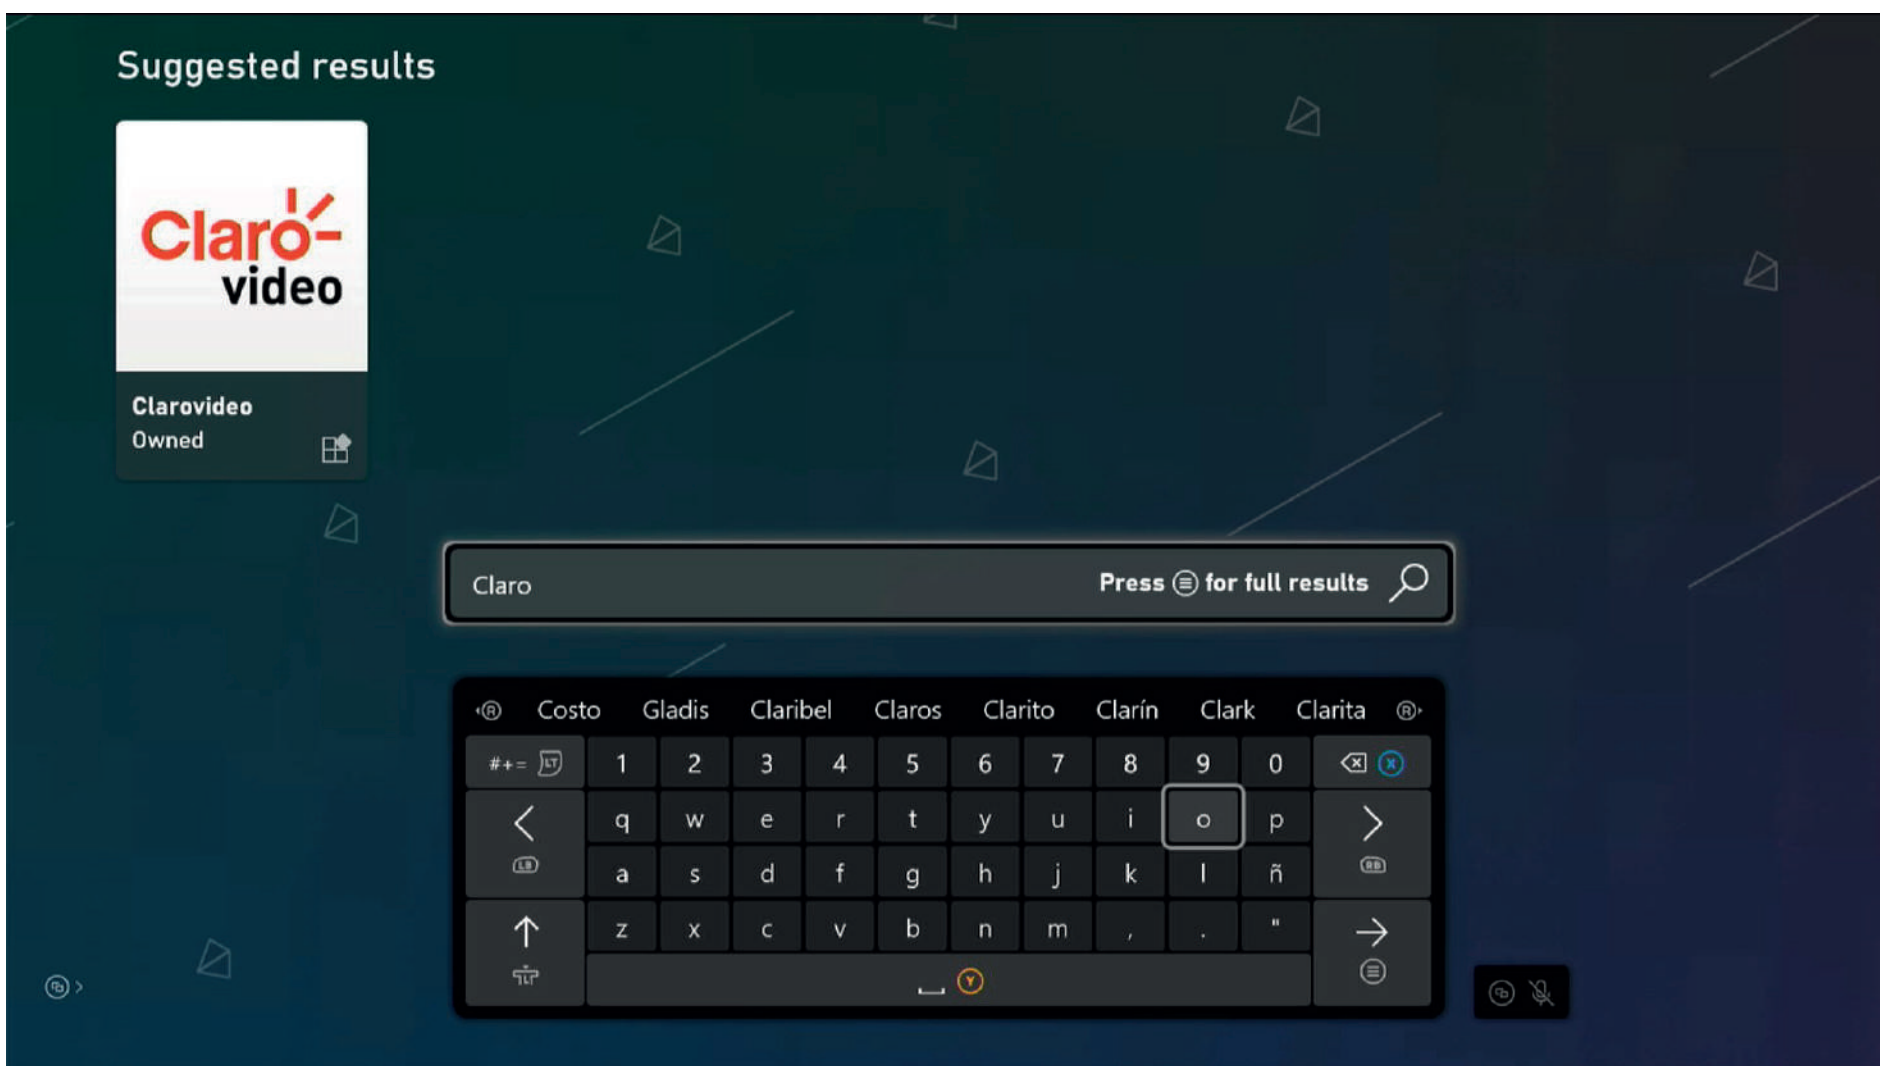 Suggested results
Claro
video
Clarovideo
Owned
Claro
Press for full results
R Costo Gladis Claribel Claros Clarito Clarín Clark Clarita R
#+= LT 1 2 3 4 5 6 7 8 9 0 X
q w e r t y u i o p
LB a s d f g h j k l ñ RB
z x c v b n m , . "
Y